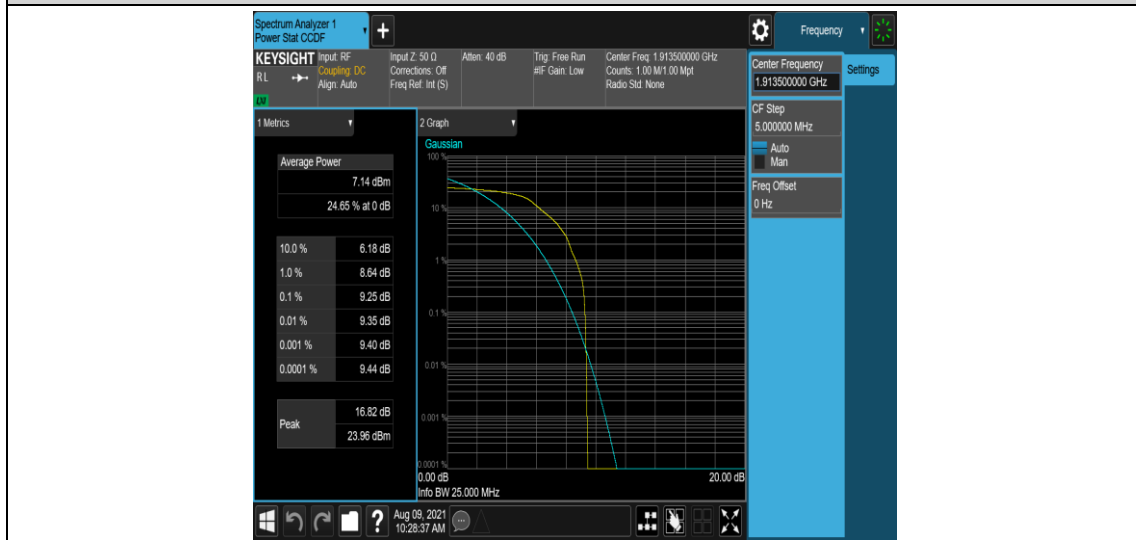 Spectrum Analyzer 1
Power Stat CCDF
+
Frequency
KEYSIGHT
RL
LXI
Input: RF
Coupling: DC
Align: Auto
Input Z: 50 Ω
Corrections: Off
Freq Ref: Int (S)
Atten: 40 dB
Trig: Free Run
#IF Gain: Low
Center Freq: 1.913500000 GHz
Counts: 1.00 M/1.00 Mpt
Radio Std: None
Center Frequency
1.913500000 GHz
Settings
CF Step
5.000000 MHz
Auto
Man
Freq Offset
0 Hz
1 Metrics
Average Power
7.14 dBm
24.65 % at 0 dB
10.0 % 6.18 dB
1.0 % 8.64 dB
0.1 % 9.25 dB
0.01 % 9.35 dB
0.001 % 9.40 dB
0.0001 % 9.44 dB
Peak 16.82 dB
23.96 dBm
2 Graph
Gaussian
100 %
10 %
1 %
0.1 %
0.01 %
0.001 %
0.0001 %
0.00 dB 20.00 dB
Info BW 25.000 MHz
?
Aug 09, 2021
10:28:37 AM